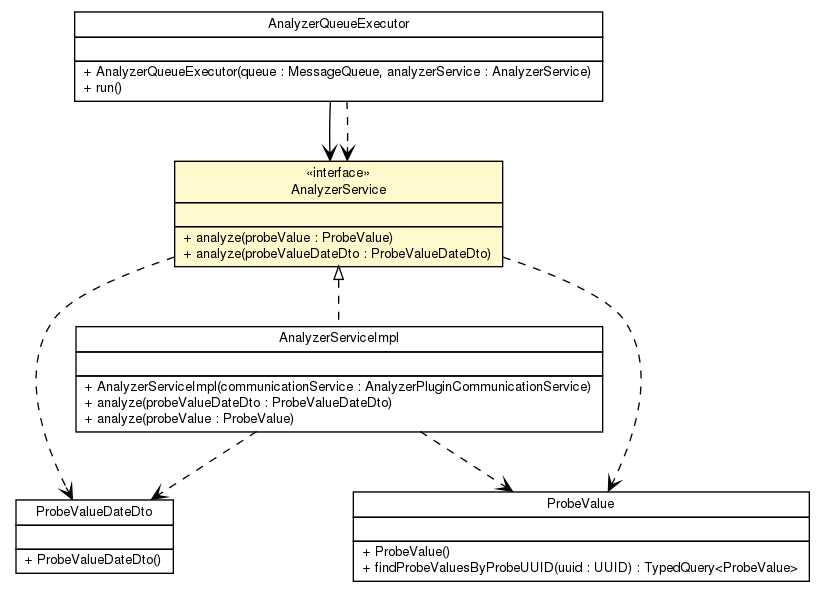 AnalyzerQueueExecutor
+ AnalyzerQueueExecutor(queue : MessageQueue, analyzerService : AnalyzerService)
+ run()
«interface»
AnalyzerService
+ analyze(probeValue : ProbeValue)
+ analyze(probeValueDateDto : ProbeValueDateDto)
AnalyzerServiceImpl
+ AnalyzerServiceImpl(communicationService : AnalyzerPluginCommunicationService)
+ analyze(probeValueDateDto : ProbeValueDateDto)
+ analyze(probeValue : ProbeValue)
ProbeValueDateDto
+ ProbeValueDateDto()
ProbeValue
+ ProbeValue()
+ findProbeValuesByProbeUUID(uuid : UUID) : TypedQuery<ProbeValue>